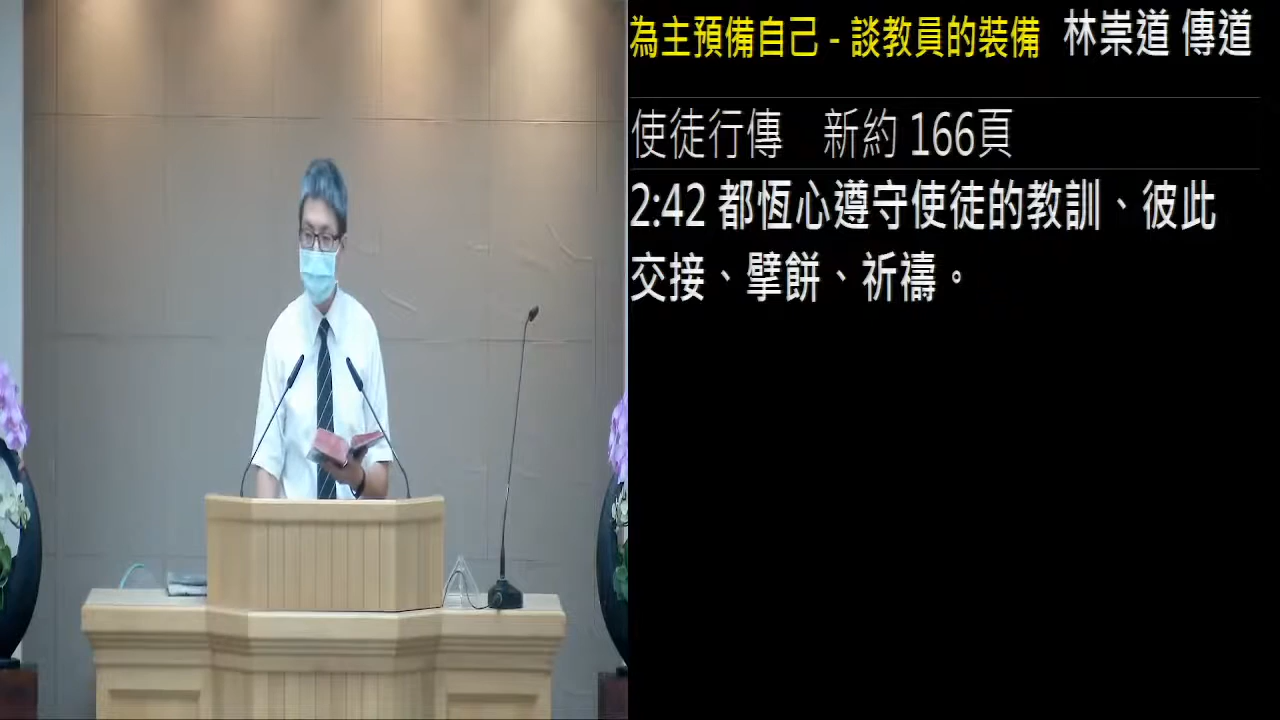 為主預備自己 - 談教員的裝備 林崇道 傳道
使徒行傳 新約 166頁
2:42 都恆心遵守使徒的教訓、彼此
交接、擘餅、祈禱。